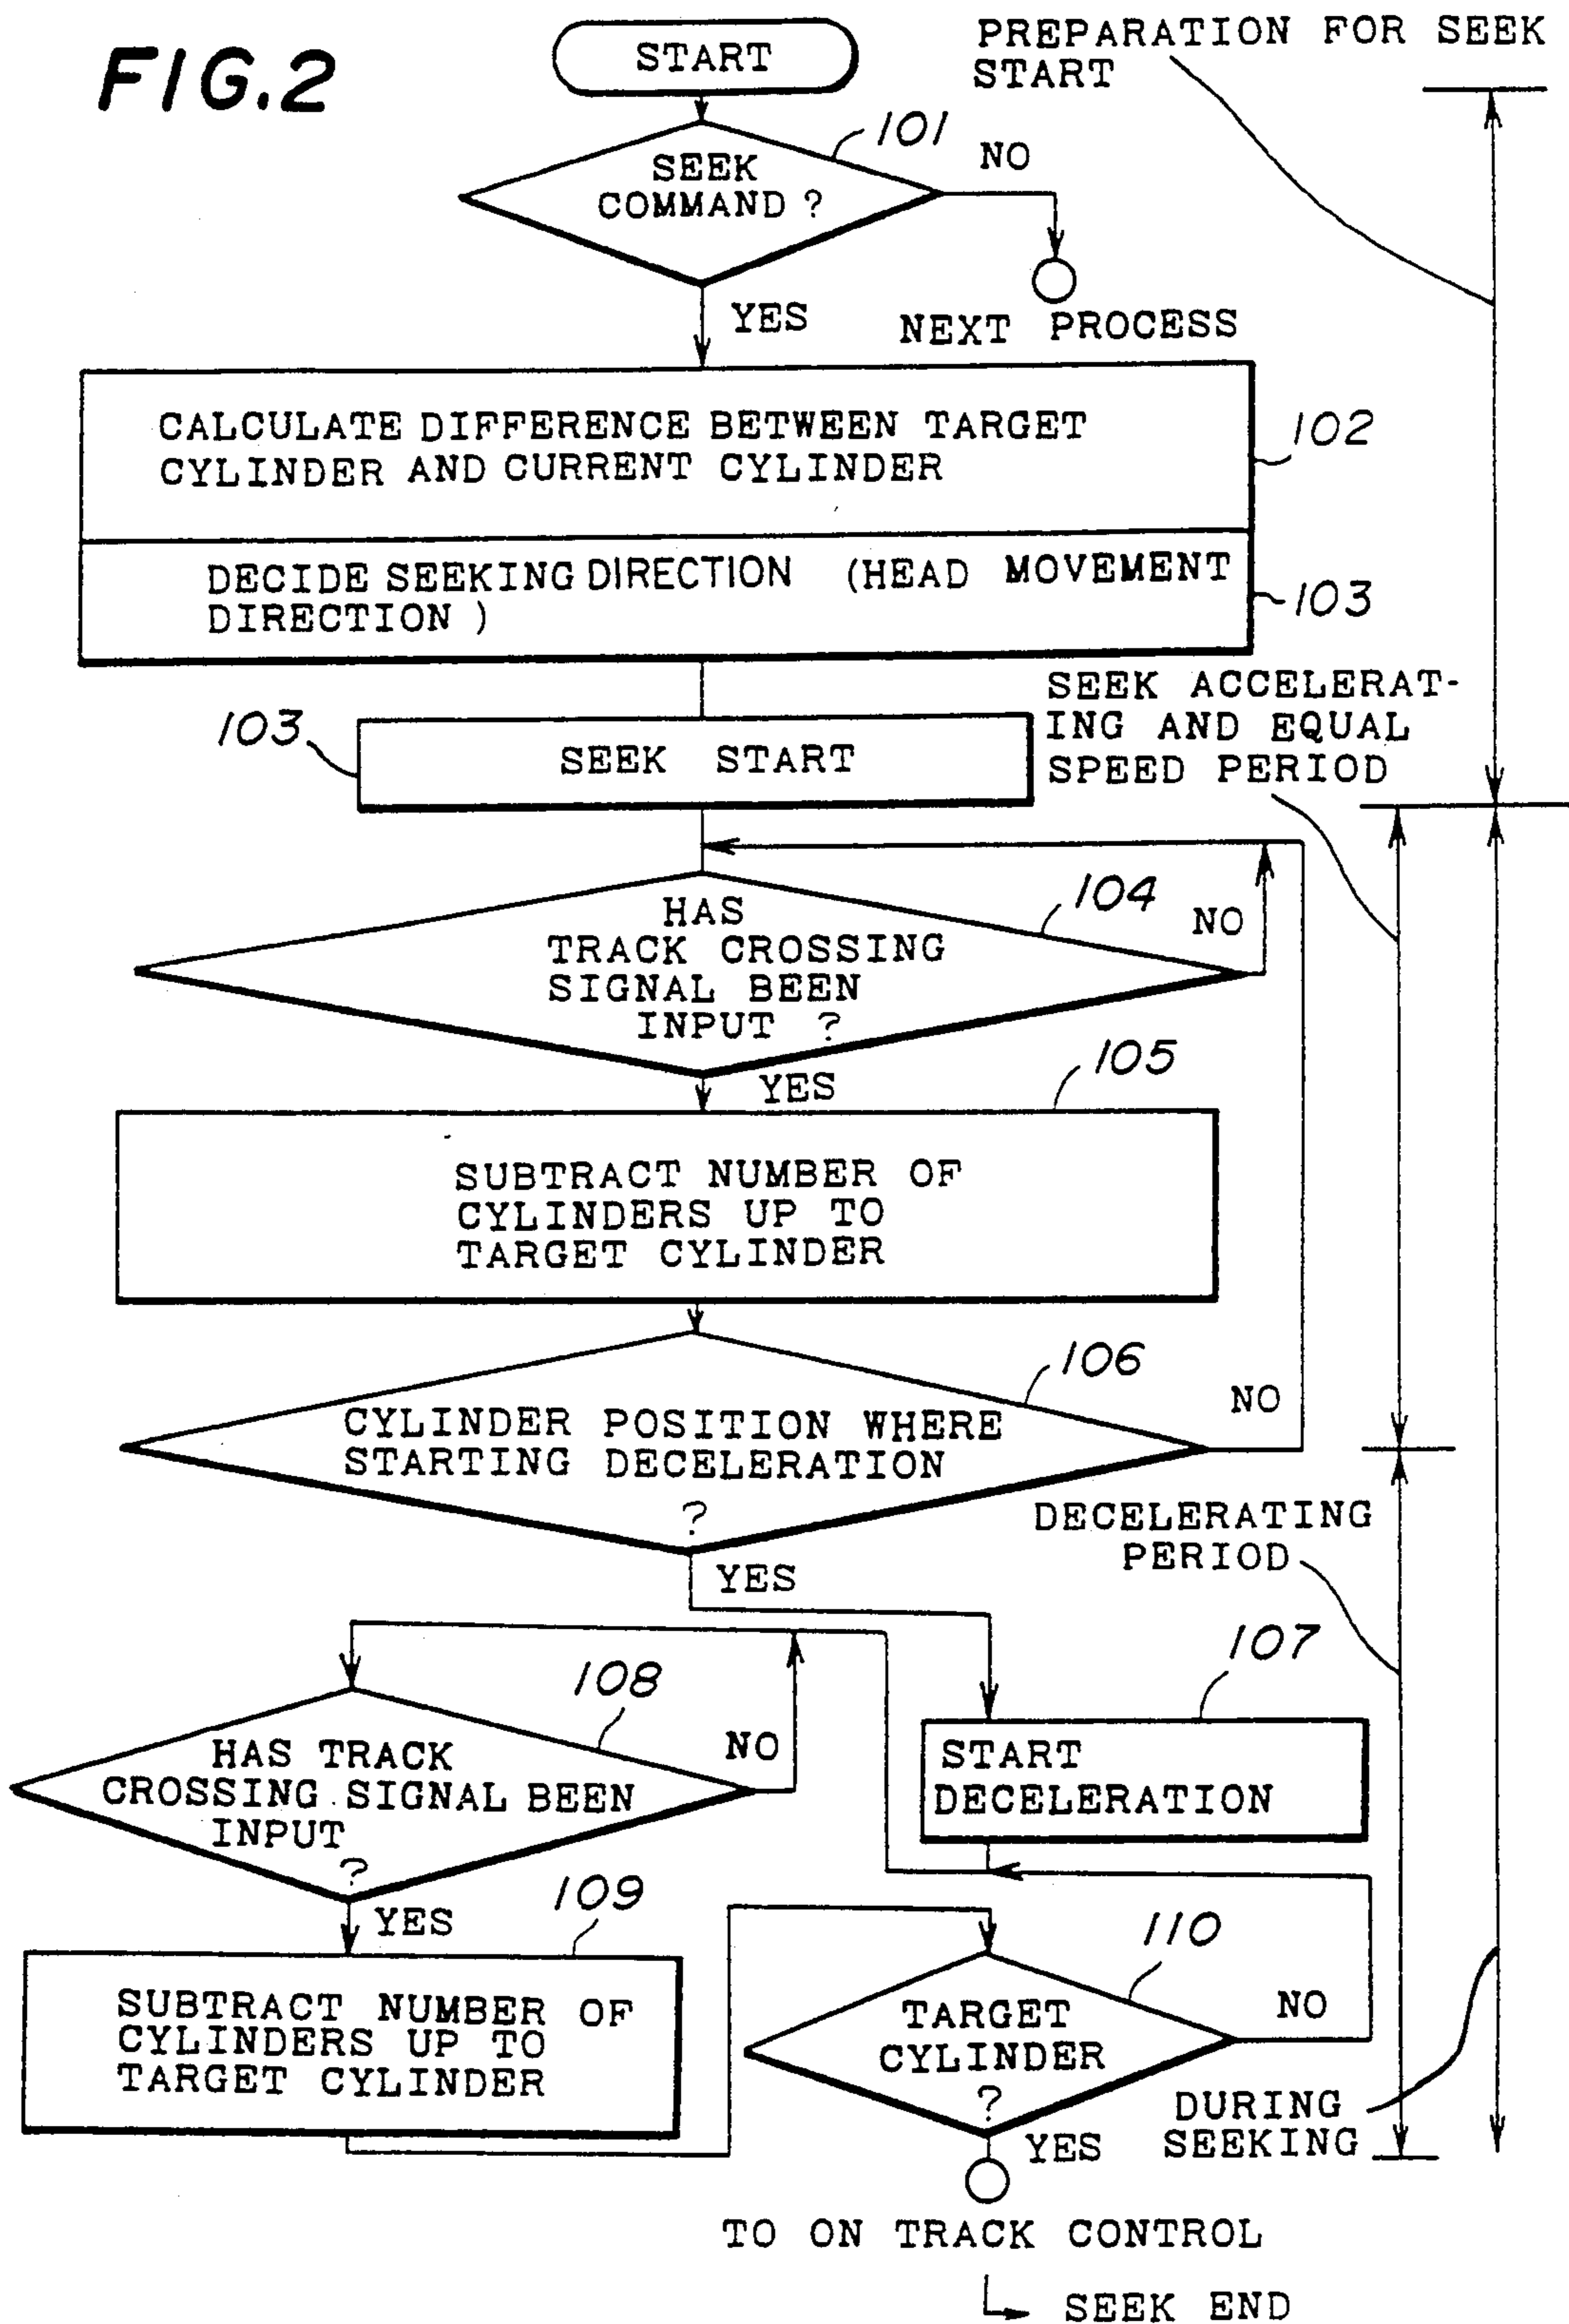 FIG.2
START
PREPARATION FOR SEEK
START
101
SEEK
COMMAND ?
NO
YES
NEXT PROCESS
CALCULATE DIFFERENCE BETWEEN TARGET
CYLINDER AND CURRENT CYLINDER
102
DECIDE SEEKING DIRECTION (HEAD MOVEMENT
DIRECTION )
103
103
SEEK START
SEEK ACCELERAT-
ING AND EQUAL
SPEED PERIOD
104
HAS
TRACK CROSSING
SIGNAL BEEN
INPUT ?
NO
YES
105
SUBTRACT NUMBER OF
CYLINDERS UP TO
TARGET CYLINDER
106
CYLINDER POSITION WHERE
STARTING DECELERATION
?
NO
YES
DECELERATING
PERIOD
107
START
DECELERATION
108
HAS TRACK
CROSSING SIGNAL BEEN
INPUT
?
NO
YES
109
SUBTRACT NUMBER OF
CYLINDERS UP TO
TARGET CYLINDER
110
TARGET
CYLINDER
?
NO
YES
DURING
SEEKING
TO ON TRACK CONTROL
SEEK END